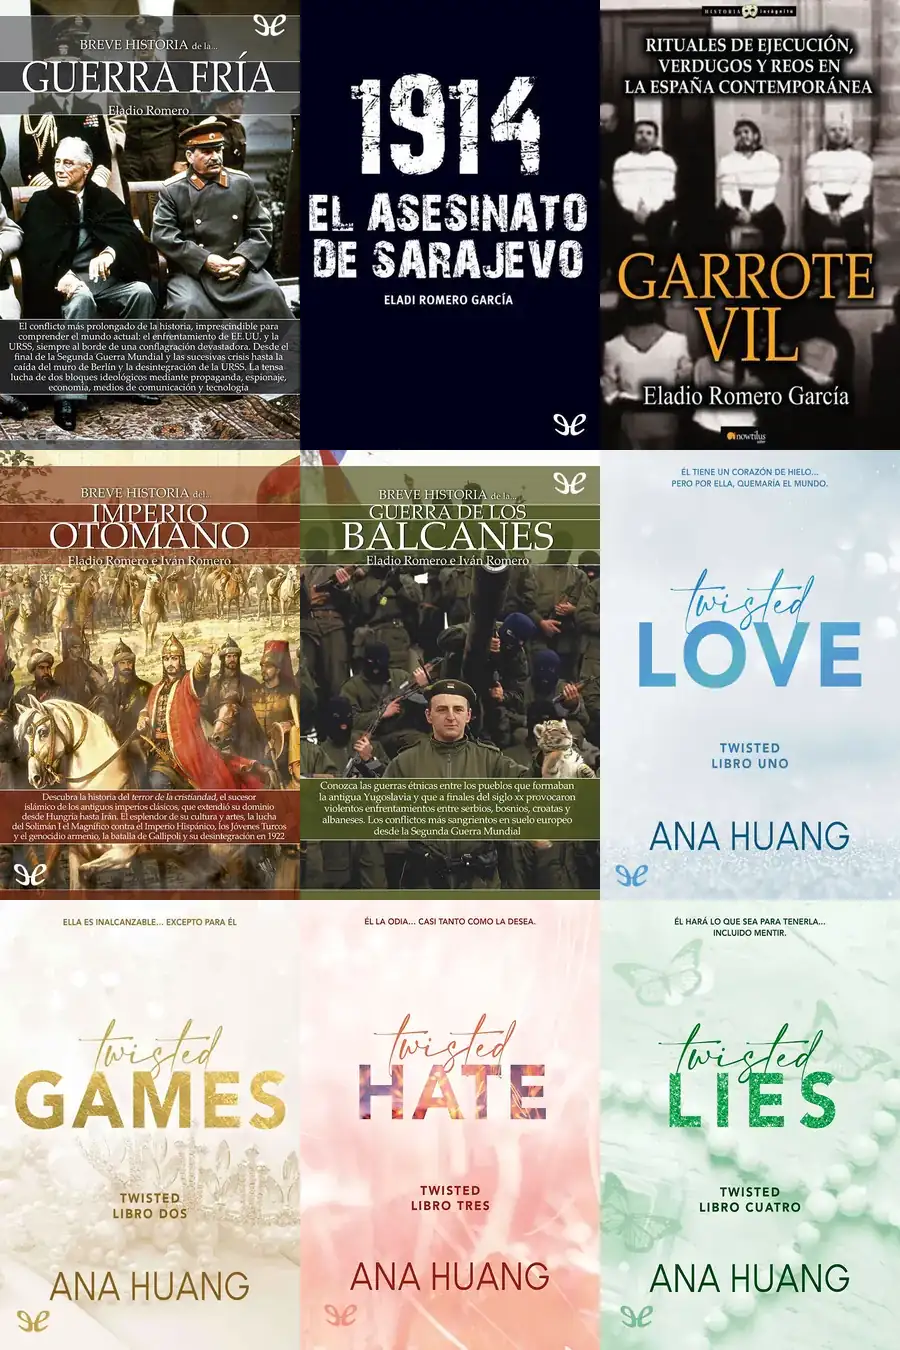 BREVE HISTORIA de la...
GUERRA FRÍA
Eladio Romero
El conflicto más prolongado de la historia, imprescindible para
comprender el mundo actual: el enfrentamiento de EE.UU. y la
URSS, siempre al borde de una conflagración devastadora. Desde el
final de la Segunda Guerra Mundial y las sucesivas crisis hasta la
caída del muro de Berlín y la desintegración de la URSS. La tensa
lucha de dos bloques ideológicos mediante propaganda, espionaje,
economía, medios de comunicación y tecnología
1914
EL ASESINATO
DE SARAJEVO
ELADI ROMERO GARCÍA
HISTORIA incógnita
RITUALES DE EJECUCIÓN,
VERDUGOS Y REOS EN
LA ESPAÑA CONTEMPORÁNEA
GARROTE
VIL
Eladio Romero García
nowtilus
BREVE HISTORIA del...
IMPERIO
OTOMANO
Eladio Romero e Iván Romero
Descubra la historia del terror de la cristiandad, el sucesor
islámico de los antiguos imperios clásicos, que extendió su dominio
desde Hungría hasta Irán. El esplendor de su cultura y artes, la lucha
del Solimán I el Magnífico contra el Imperio Hispánico, los Jóvenes Turcos
y el genocidio armenio, la batalla de Gallipoli y su desintegración en 1922
BREVE HISTORIA de la...
GUERRA DE LOS
BALCANES
Eladio Romero e Iván Romero
Conozca las guerras étnicas entre los pueblos que formaban
la antigua Yugoslavia y que a finales del siglo xx provocaron
violentos enfrentamientos entre serbios, bosnios, croatas y
albaneses. Los conflictos más sangrientos en suelo europeo
desde la Segunda Guerra Mundial
ÉL TIENE UN CORAZÓN DE HIELO...
PERO POR ELLA, QUEMARÍA EL MUNDO.
twisted
LOVE
TWISTED
LIBRO UNO
ANA HUANG
ELLA ES INALCANZABLE... EXCEPTO PARA ÉL
twisted
GAMES
TWISTED
LIBRO DOS
ANA HUANG
ÉL LA ODIA... CASI TANTO COMO LA DESEA.
twisted
HATE
TWISTED
LIBRO TRES
ANA HUANG
ÉL HARÁ LO QUE SEA PARA TENERLA...
INCLUIDO MENTIR.
twisted
LIES
TWISTED
LIBRO CUATRO
ANA HUANG